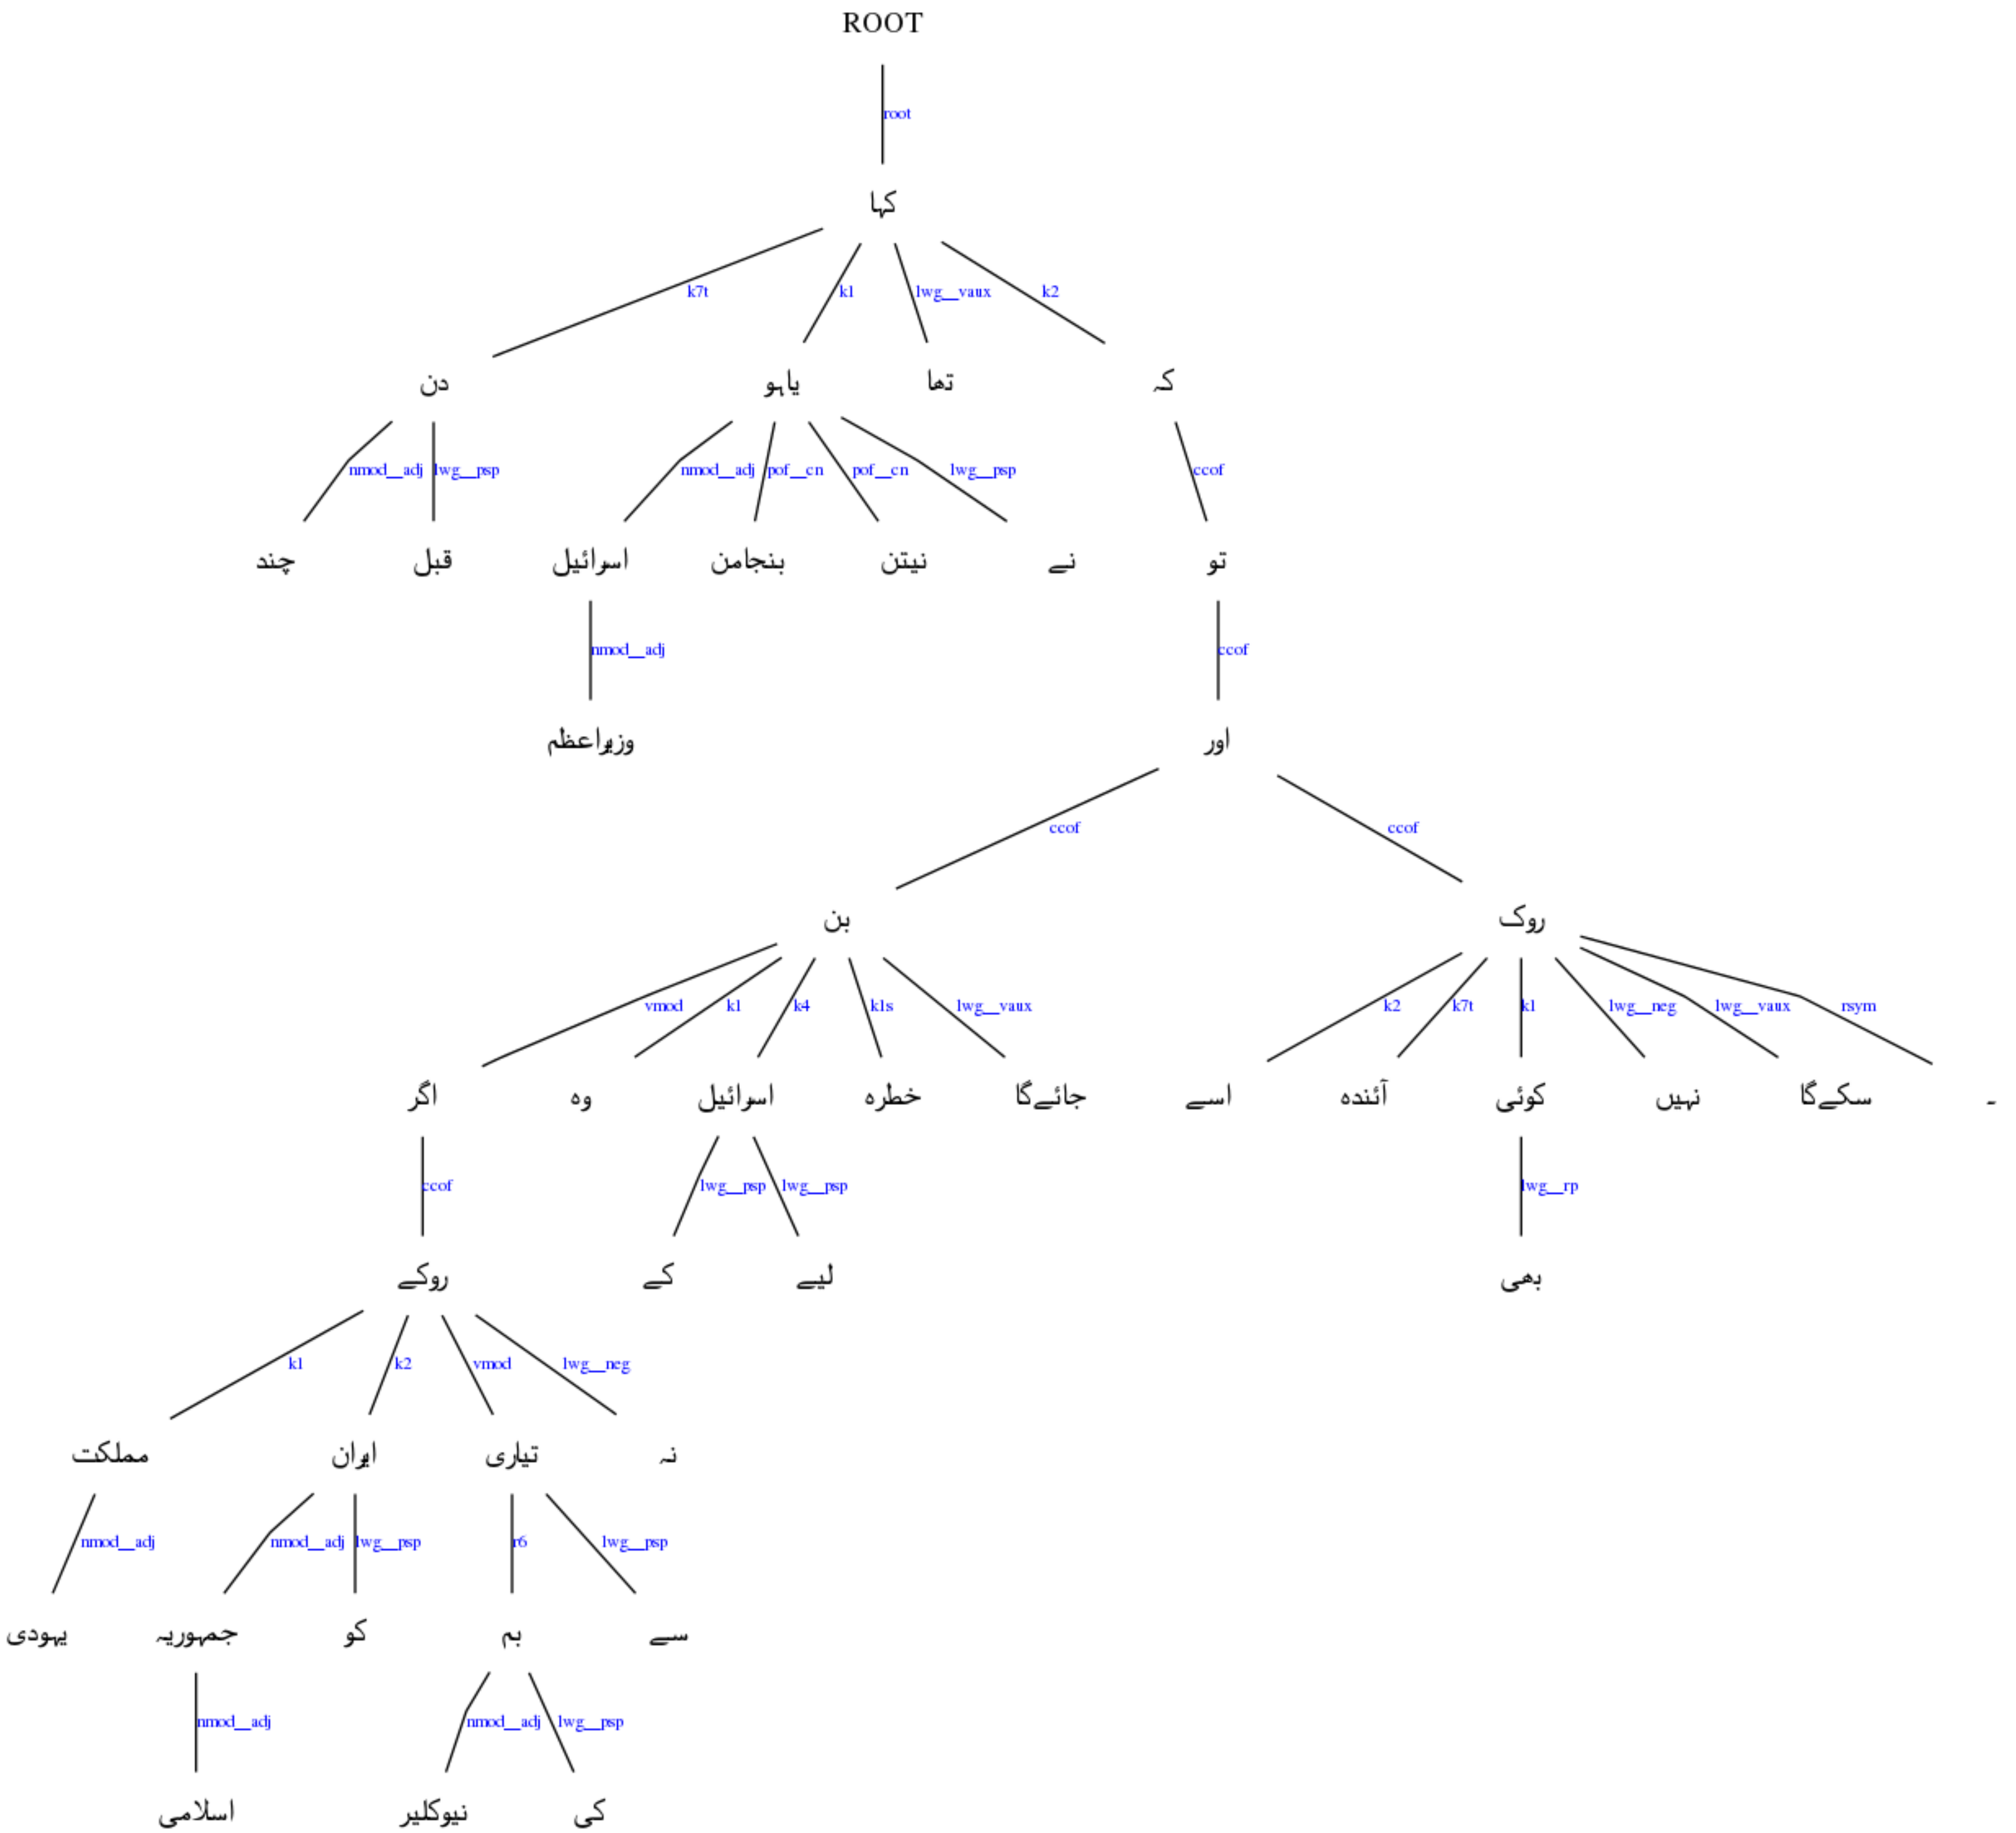 ROOT
root
کہا
k7t k1 lwg__vaux k2
دن یاہو تھا کہ
nmod__adj lwg__psp nmod__adj pof__cn pof__cn lwg__psp ccof
چند قبل اسرائیل بنجامن نیتن نے تو
nmod__adj ccof
وزیراعظم اور
ccof ccof
بن روک
vmod k1 k4 k1s lwg__vaux k2 k7t k1 lwg__neg lwg__vaux rsym
اگر وہ اسرائیل خطرہ جائےگا اسے آئندہ کوئی نہیں سکےگا ۔
ccof lwg__psp lwg__psp lwg__rp
روکے کے لیے بھی
k1 k2 vmod lwg__neg
مملکت ایران تیاری نہ
nmod__adj nmod__adj lwg__psp r6 lwg__psp
یہودی جمہوریہ کو بم سے
nmod__adj nmod__adj lwg__psp
اسلامی نیوکلیر کی